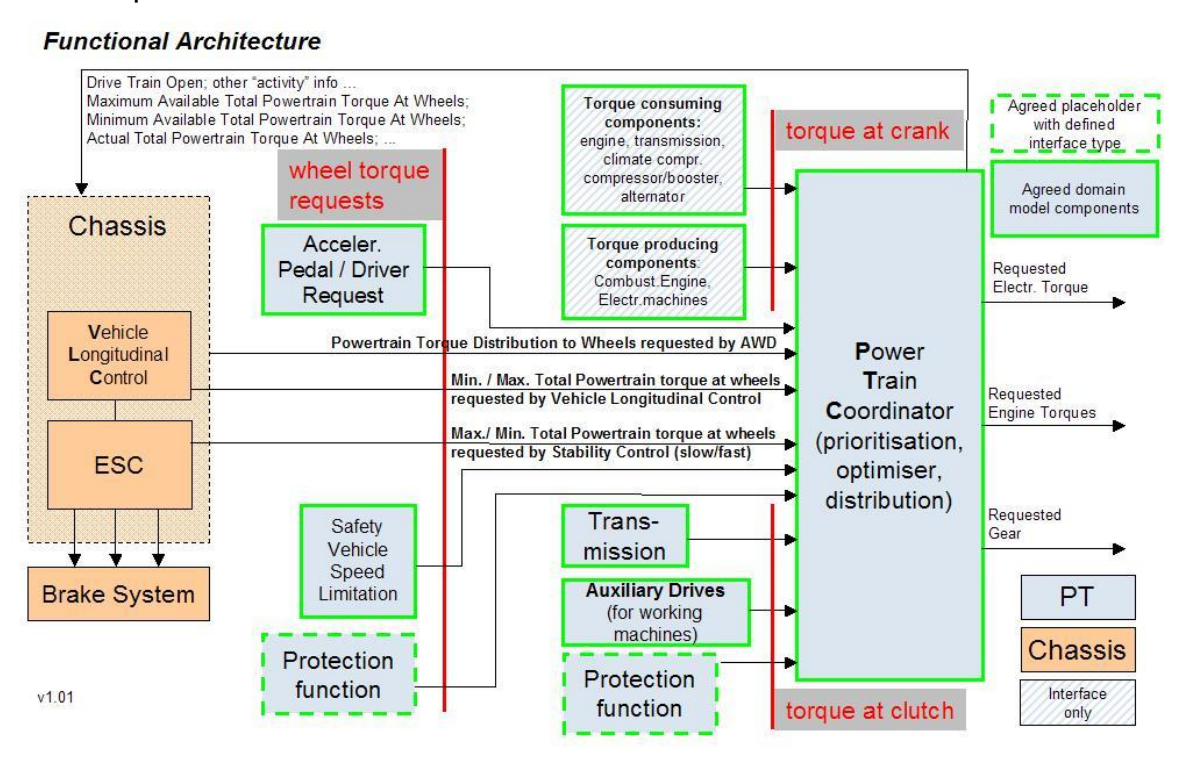 Functional Architecture
Drive Train Open; other “activity” info ...
Maximum Available Total Powertrain Torque At Wheels;
Minimum Available Total Powertrain Torque At Wheels;
Actual Total Powertrain Torque At Wheels; ...
wheel torque
requests
Chassis
Vehicle
Longitudinal
Control
ESC
Brake System
Acceler.
Pedal / Driver
Request
Torque consuming
components:
engine, transmission,
climate compr.
compressor/booster,
alternator
Torque producing
components:
Combust.Engine,
Electr.machines
torque at crank
Agreed placeholder
with defined
interface type
Agreed domain
model components
Powertrain Torque Distribution to Wheels requested by AWD
Min. / Max. Total Powertrain torque at wheels
requested by Vehicle Longitudinal Control
Max./ Min. Total Powertrain torque at wheels
requested by Stability Control (slow/fast)
Power
Train
Coordinator
(prioritisation,
optimiser,
distribution)
Requested
Electr. Torque
Requested
Engine Torques
Requested
Gear
Safety
Vehicle
Speed
Limitation
Protection
function
Trans-
mission
Auxiliary Drives
(for working
machines)
Protection
function
torque at clutch
PT
Chassis
Interface
only
v1.01